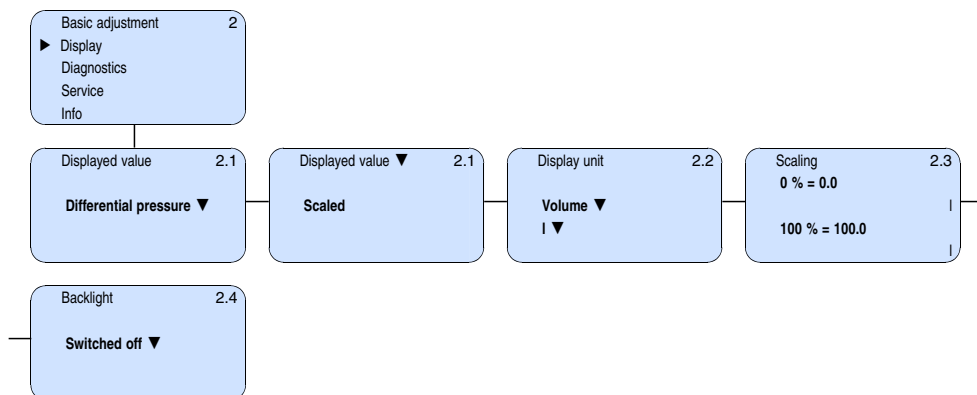 Basic adjustment 2
▶ Display
Diagnostics
Service
Info
Displayed value 2.1
Differential pressure ▼
Displayed value ▼ 2.1
Scaled
Display unit 2.2
Volume ▼
l ▼
Scaling 2.3
0 % = 0.0
l
100 % = 100.0
l
Backlight 2.4
Switched off ▼